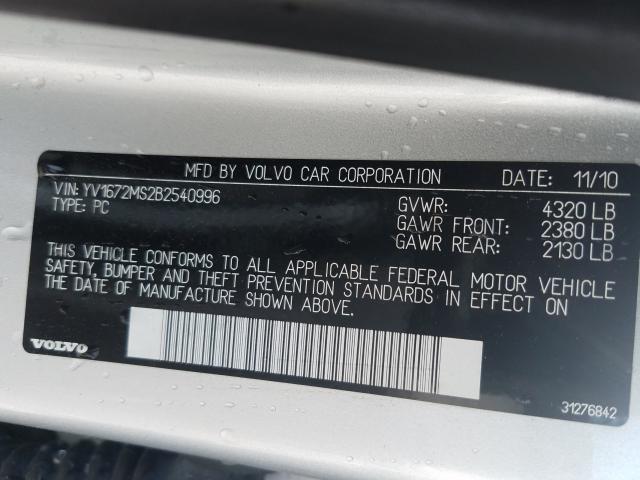 MFD BY VOLVO CAR CORPORATION DATE: 11/10
VIN: YV1672MS2B2540996 GVWR: 4320 LB
TYPE: PC GAWR FRONT: 2380 LB
GAWR REAR: 2130 LB
THIS VEHICLE CONFORMS TO ALL APPLICABLE FEDERAL MOTOR VEHICLE
SAFETY, BUMPER AND THEFT PREVENTION STANDARDS IN EFFECT ON
THE DATE OF MANUFACTURE SHOWN ABOVE.
VOLVO
31276842